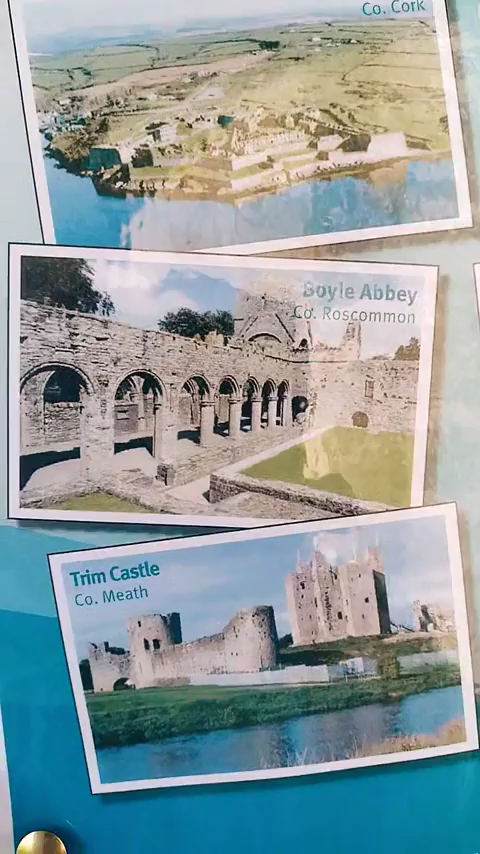 Co. Cork
Boyle Abbey
Co. Roscommon
Trim Castle
Co. Meath